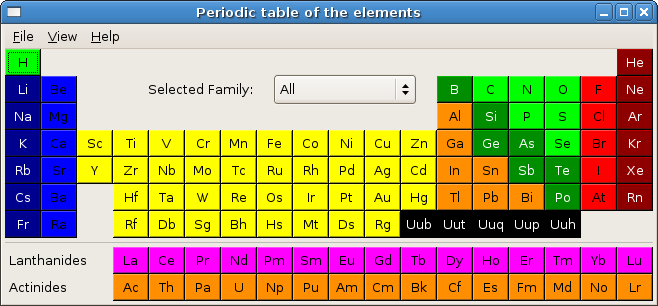 Periodic table of the elements
File View Help
H He
Li Be Selected Family: All B C N O F Ne
Na Mg Al Si P S Cl Ar
K Ca Sc Ti V Cr Mn Fe Co Ni Cu Zn Ga Ge As Se Br Kr
Rb Sr Y Zr Nb Mo Tc Ru Rh Pd Ag Cd In Sn Sb Te I Xe
Cs Ba Hf Ta W Re Os Ir Pt Au Hg Tl Pb Bi Po At Rn
Fr Ra Rf Db Sg Bh Hs Mt Ds Rg Uub Uut Uuq Uup Uuh
Lanthanides La Ce Pr Nd Pm Sm Eu Gd Tb Dy Ho Er Tm Yb Lu
Actinides Ac Th Pa U Np Pu Am Cm Bk Cf Es Fm Md No Lr